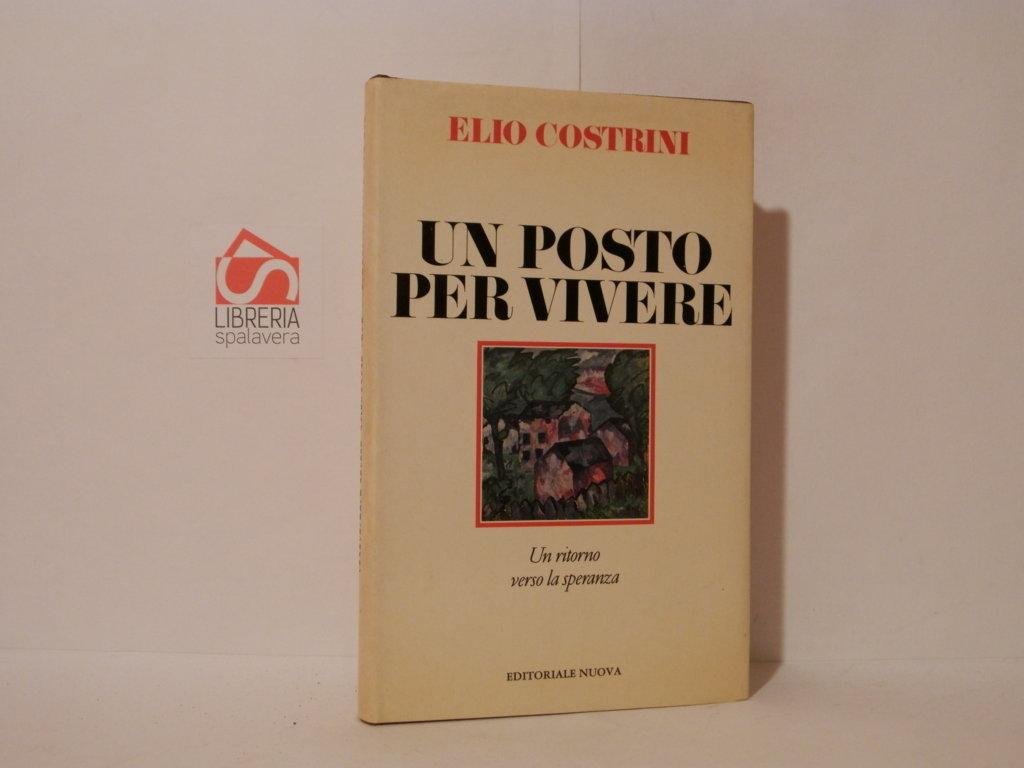 ELIO COSTRINI
UN POSTO
PER VIVERE
Un ritorno
verso la speranza
EDITORIALE NUOVA
LIBRERIA
spalavera